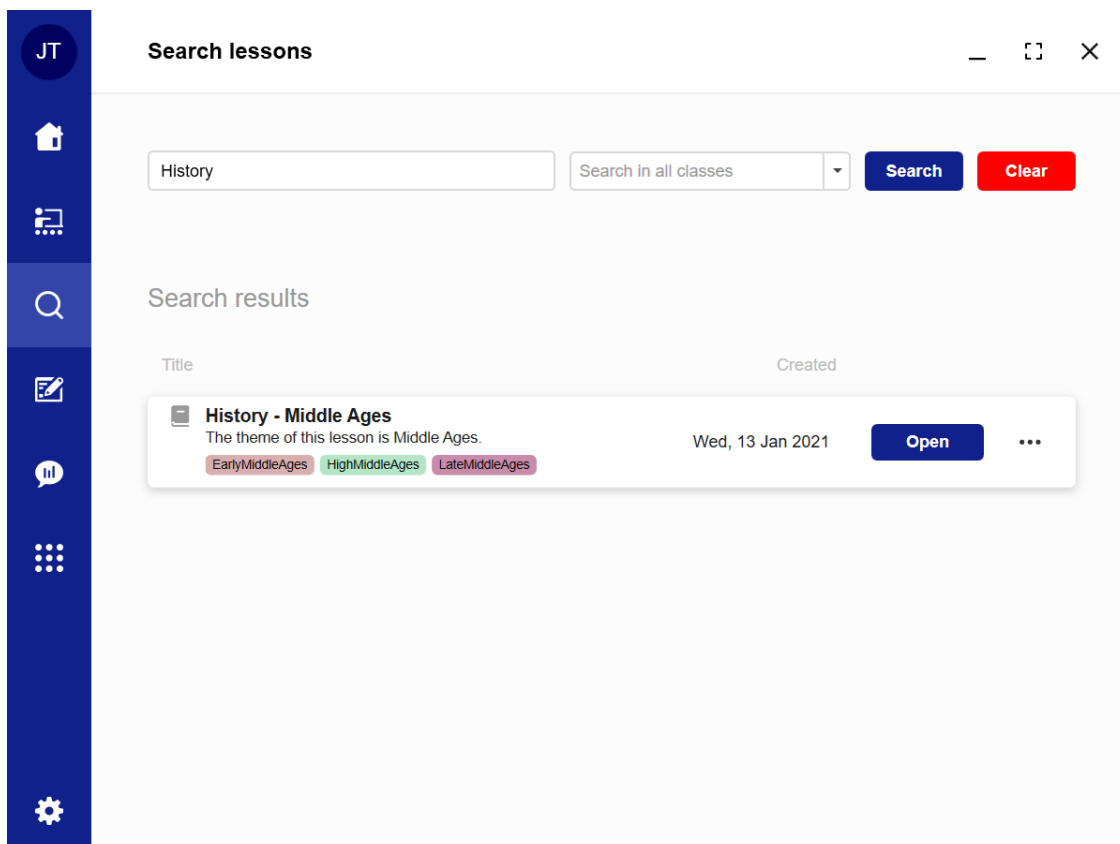 JT
Search lessons
History
Search in all classes
Search
Clear
Search results
Title
Created
History - Middle Ages
The theme of this lesson is Middle Ages.
EarlyMiddleAges HighMiddleAges LateMiddleAges
Wed, 13 Jan 2021
Open